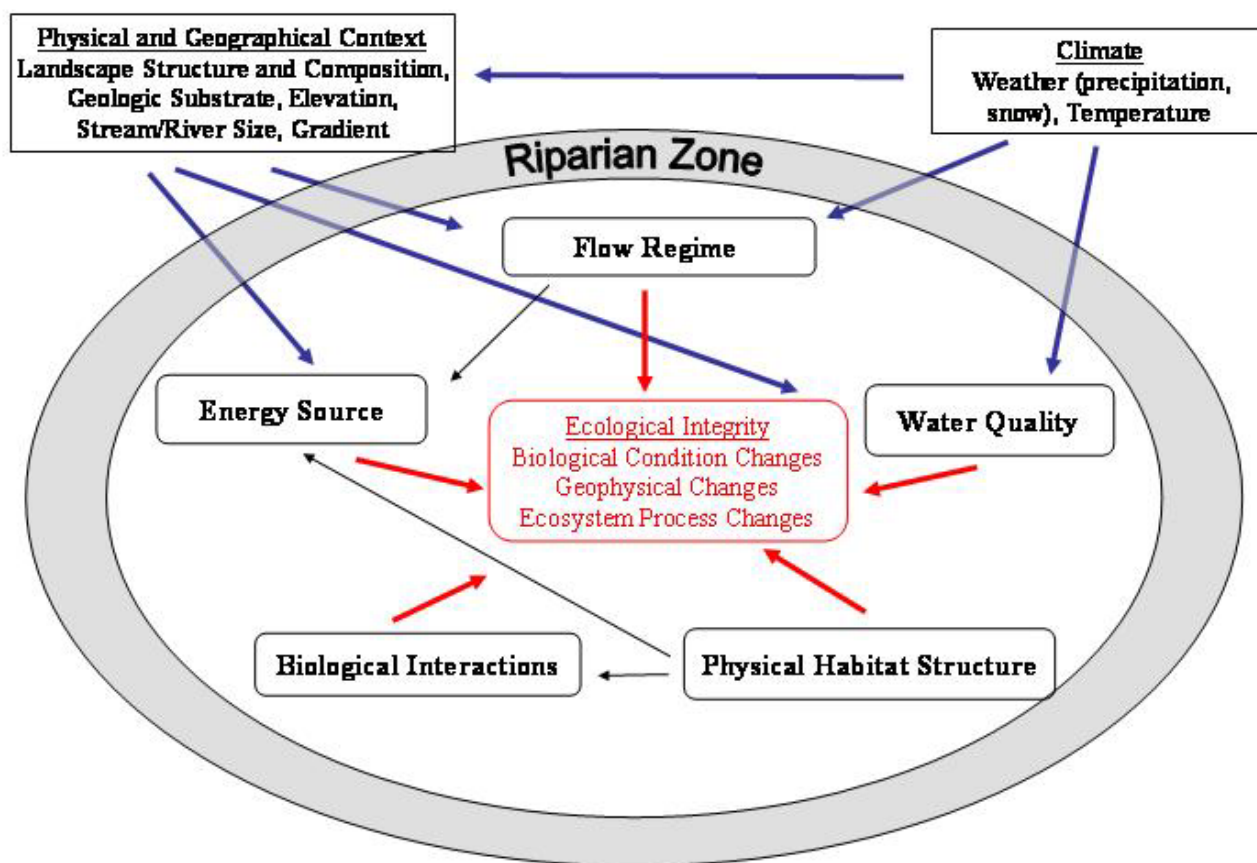 Physical and Geographical Context
Landscape Structure and Composition,
Geologic Substrate, Elevation,
Stream/River Size, Gradient
Climate
Weather (precipitation,
snow), Temperature
Riparian Zone
Flow Regime
Energy Source
Ecological Integrity
Biological Condition Changes
Geophysical Changes
Ecosystem Process Changes
Water Quality
Biological Interactions
Physical Habitat Structure